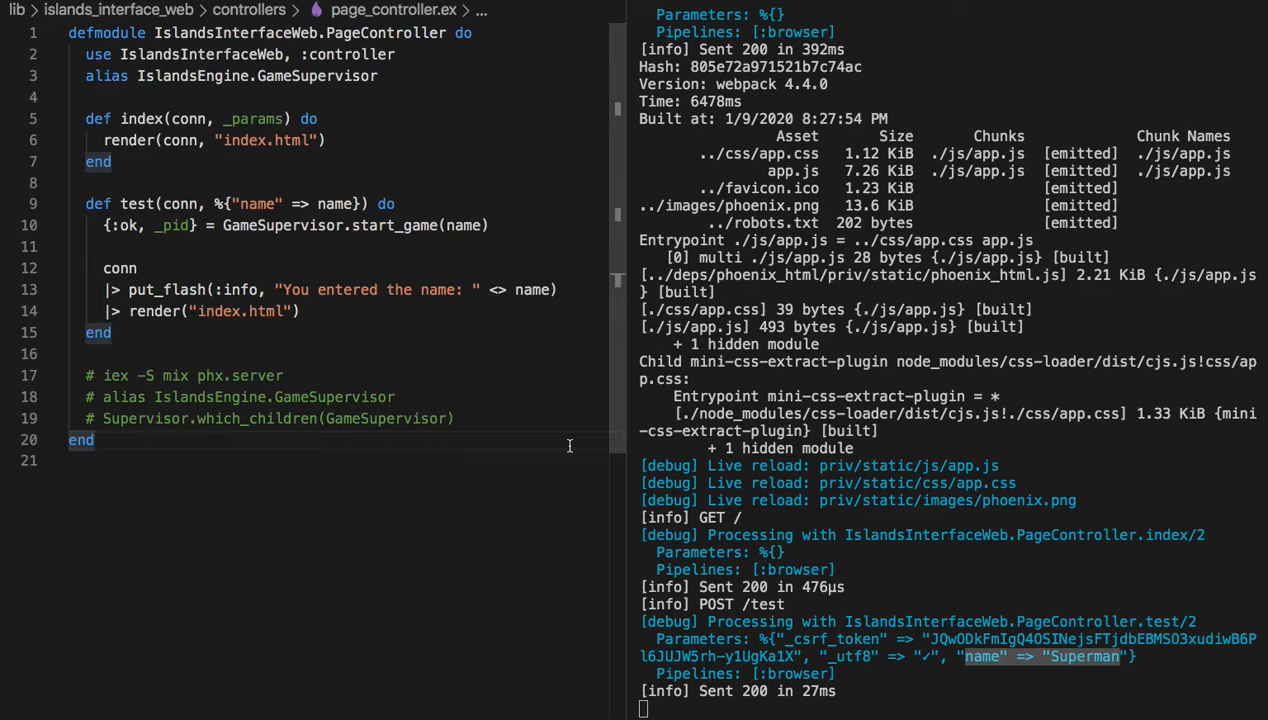 lib > islands_interface_web > controllers > page_controller.ex > ...
1 defmodule IslandsInterfaceWeb.PageController do
2 use IslandsInterfaceWeb, :controller
3 alias IslandsEngine.GameSupervisor
4
5 def index(conn, _params) do
6 render(conn, "index.html")
7 end
8
9 def test(conn, %{"name" => name}) do
10 {:ok, _pid} = GameSupervisor.start_game(name)
11
12 conn
13 |> put_flash(:info, "You entered the name: " <> name)
14 |> render("index.html")
15 end
16
17 # iex -S mix phx.server
18 # alias IslandsEngine.GameSupervisor
19 # Supervisor.which_children(GameSupervisor)
20 end
21
Parameters: %{}
Pipelines: [:browser]
[info] Sent 200 in 392ms
Hash: 805e72a971521b7c74ac
Version: webpack 4.4.0
Time: 6478ms
Built at: 1/9/2020 8:27:54 PM
Asset Size Chunks Chunk Names
../css/app.css 1.12 KiB ./js/app.js [emitted] ./js/app.js
app.js 7.26 KiB ./js/app.js [emitted] ./js/app.js
../favicon.ico 1.23 KiB [emitted]
../images/phoenix.png 13.6 KiB [emitted]
../robots.txt 202 bytes [emitted]
Entrypoint ./js/app.js = ../css/app.css app.js
[0] multi ./js/app.js 28 bytes {./js/app.js} [built]
[../deps/phoenix_html/priv/static/phoenix_html.js] 2.21 KiB {./js/app.js
} [built]
[./css/app.css] 39 bytes {./js/app.js} [built]
[./js/app.js] 493 bytes {./js/app.js} [built]
+ 1 hidden module
Child mini-css-extract-plugin node_modules/css-loader/dist/cjs.js!css/ap
p.css:
Entrypoint mini-css-extract-plugin = *
[./node_modules/css-loader/dist/cjs.js!./css/app.css] 1.33 KiB {mini
-css-extract-plugin} [built]
+ 1 hidden module
[debug] Live reload: priv/static/js/app.js
[debug] Live reload: priv/static/css/app.css
[debug] Live reload: priv/static/images/phoenix.png
[info] GET /
[debug] Processing with IslandsInterfaceWeb.PageController.index/2
Parameters: %{}
Pipelines: [:browser]
[info] Sent 200 in 476µs
[info] POST /test
[debug] Processing with IslandsInterfaceWeb.PageController.test/2
Parameters: %{"_csrf_token" => "JQwODkFmIgQ4OSINejsFTjdbEBMSO3xudiwB6P
l6JUJW5rh-y1UgKa1X", "_utf8" => "✓", "name" => "Superman"}
Pipelines: [:browser]
[info] Sent 200 in 27ms